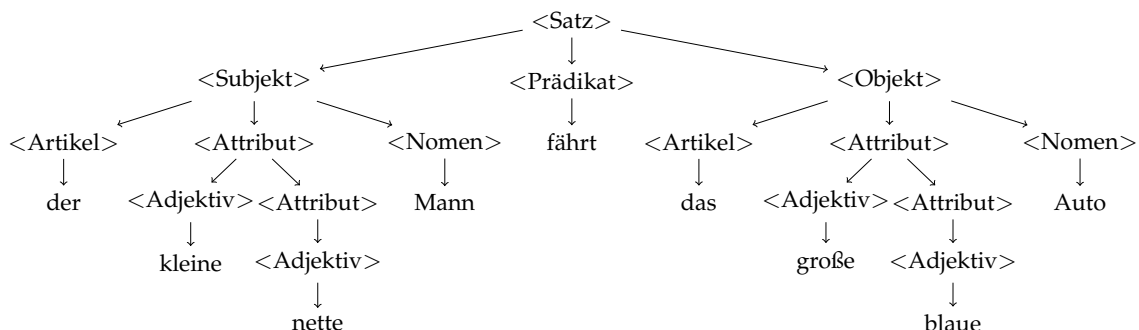 <Satz>
<Subjekt> <Prädikat> <Objekt>
<Artikel> <Attribut> <Nomen> fährt <Artikel> <Attribut> <Nomen>
der <Adjektiv> <Attribut> Mann das <Adjektiv> <Attribut> Auto
kleine <Adjektiv> große <Adjektiv>
nette blaue